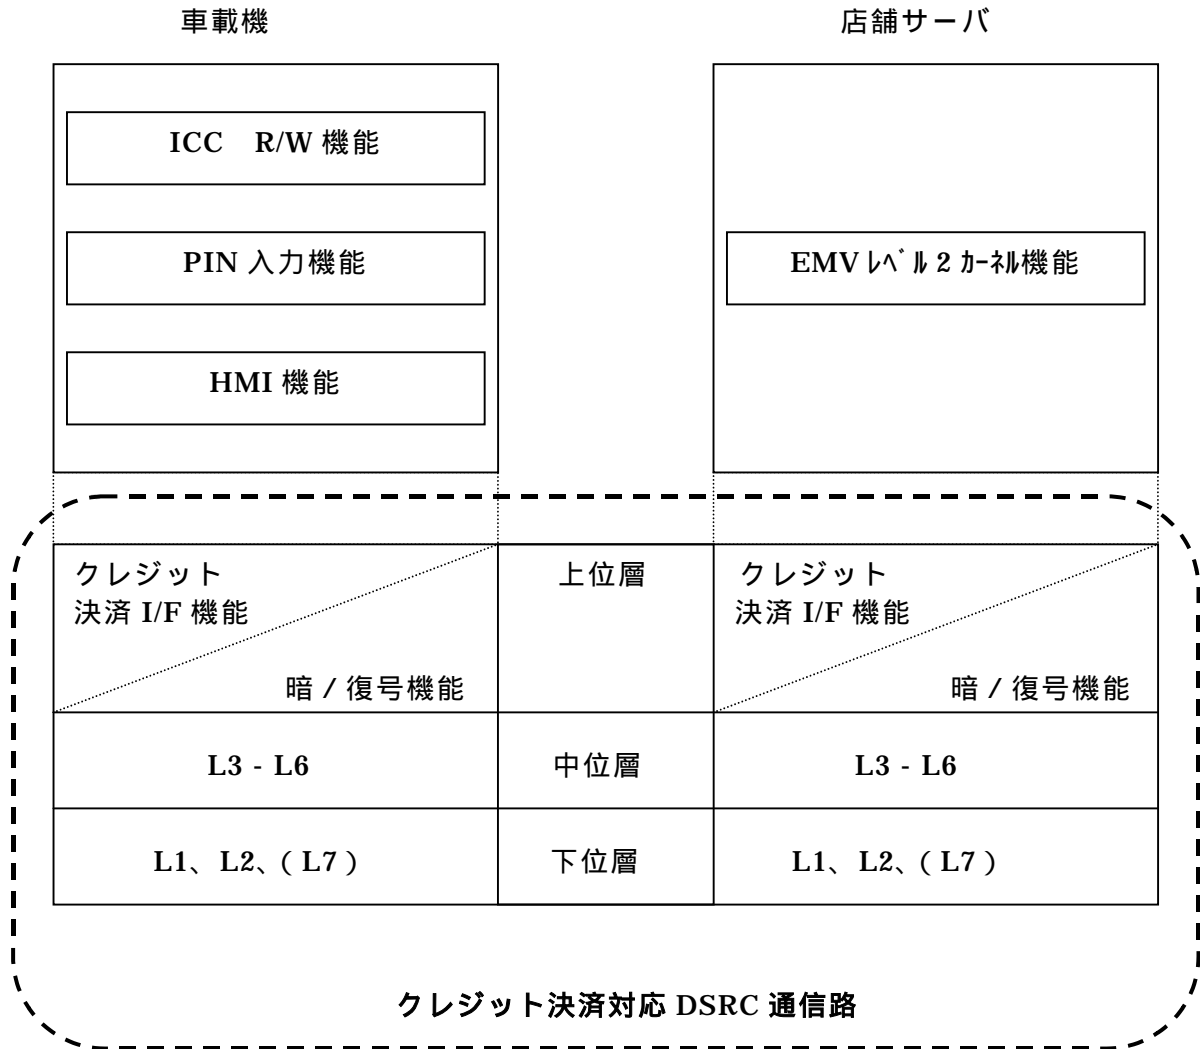 車載機
店舗サーバ
ICC　R/W 機能
PIN 入力機能
EMV ﾚﾍﾞﾙ 2 ｶｰﾈﾙ機能
HMI 機能
クレジット
決済 I/F 機能
暗 / 復号機能
上位層
クレジット
決済 I/F 機能
暗 / 復号機能
L3 - L6
中位層
L3 - L6
L1、L2、( L7 )
下位層
L1、L2、( L7 )
クレジット決済対応 DSRC 通信路